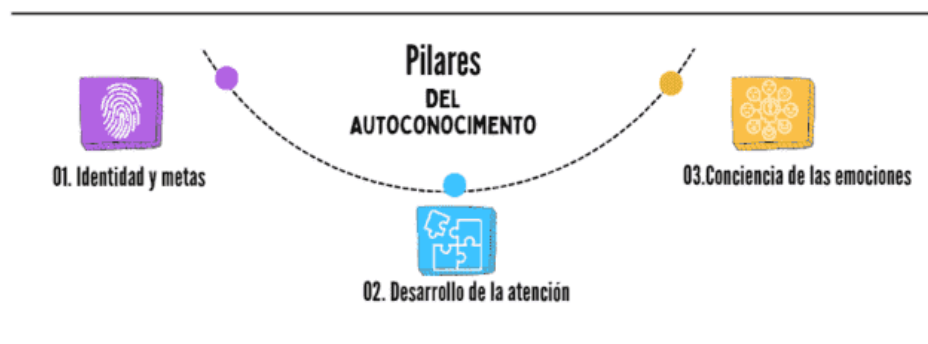 Pilares
DEL
AUTOCONOCIMENTO
01. Identidad y metas
02. Desarrollo de la atención
03.Conciencia de las emociones